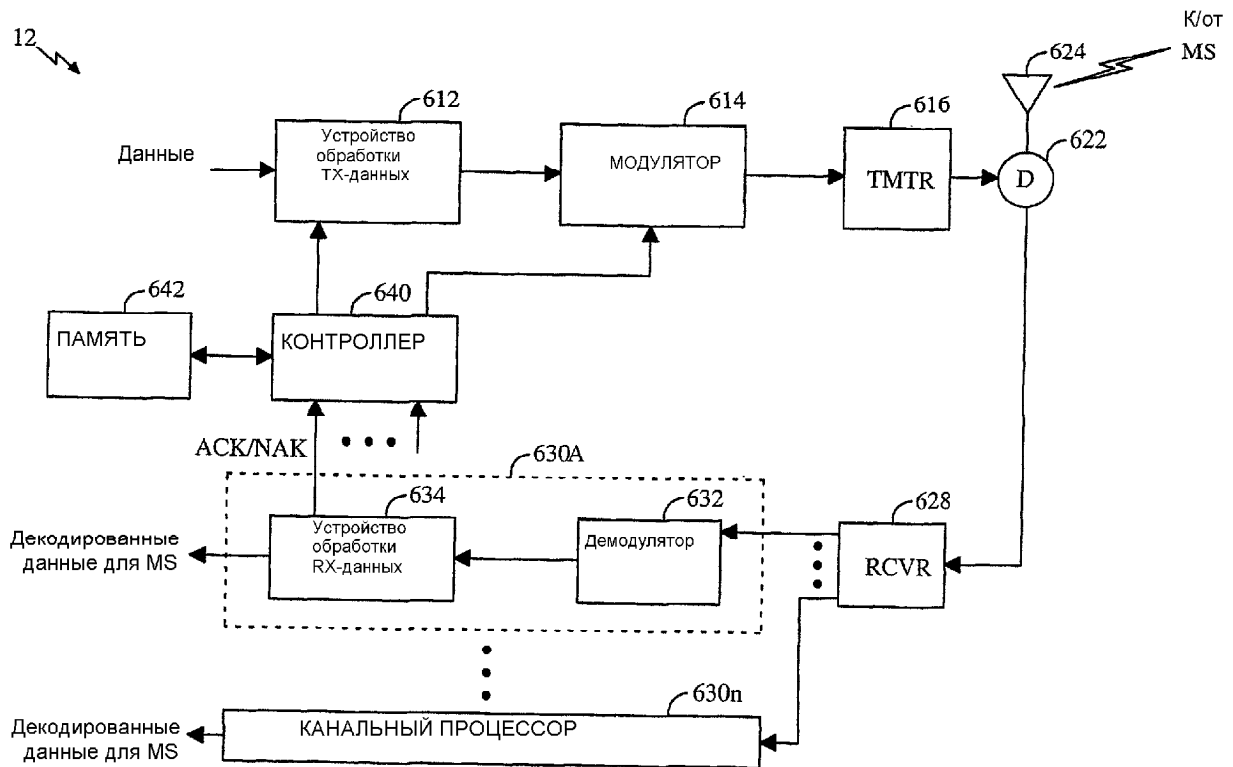 К/от
MS
12
624
612
614
616
622
Данные
Устройство
обработки
TX-данных
МОДУЛЯТОР
TMTR
D
642
640
ПАМЯТЬ
КОНТРОЛЛЕР
ACK/NAK
630A
634
632
628
Декодированные
данные для MS
Устройство
обработки
RX-данных
Демодулятор
RCVR
630n
Декодированные
данные для MS
КАНАЛЬНЫЙ ПРОЦЕССОР